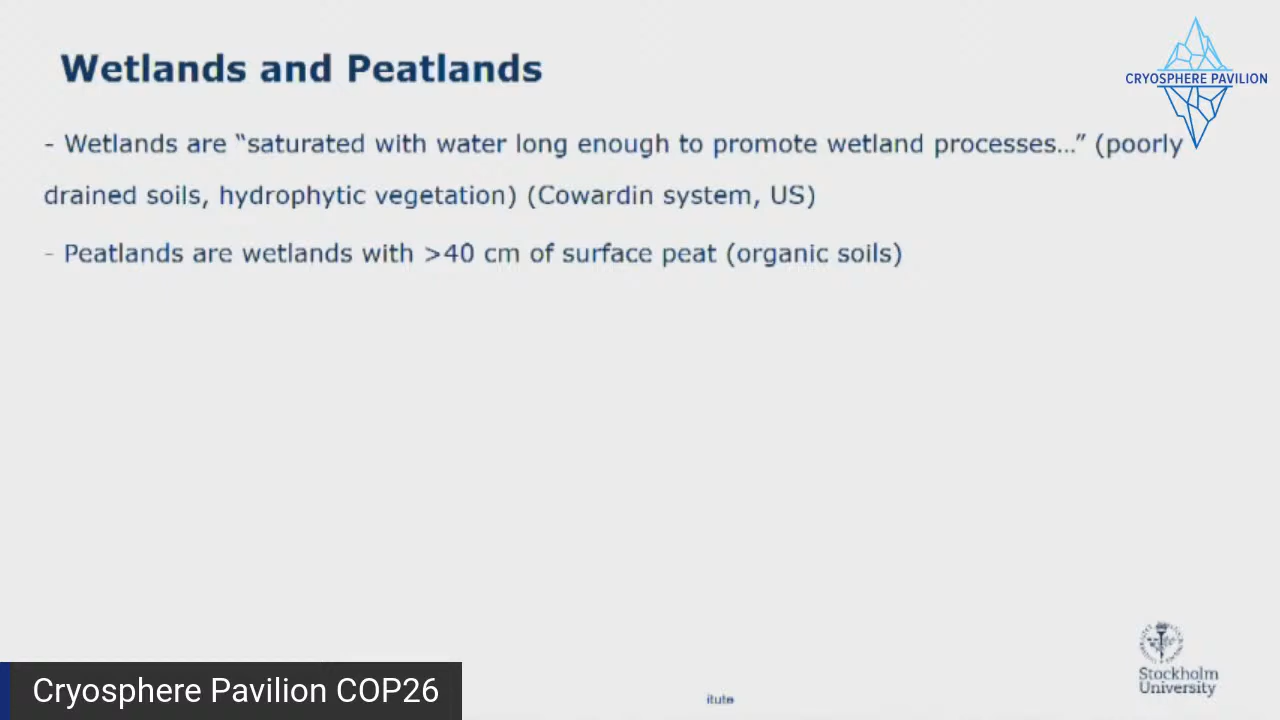 Wetlands and Peatlands
CRYOSPHERE PAVILION
- Wetlands are “saturated with water long enough to promote wetland processes…” (poorly
drained soils, hydrophytic vegetation) (Cowardin system, US)
- Peatlands are wetlands with >40 cm of surface peat (organic soils)
Stockholm
University
Cryosphere Pavilion COP26
itute